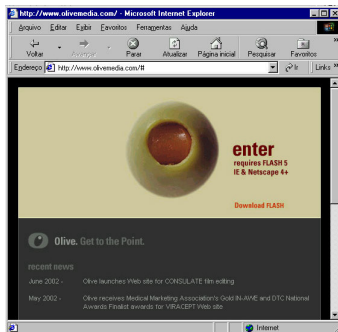 http://www.olivemedia.com/ - Microsoft Internet Explorer
Arquivo Editar Exibir Favoritos Ferramentas Ajuda
Voltar Avançar Parar Atualizar Página inicial Pesquisar Favoritos
Endereço http://www.olivemedia.com/# Ir Links
enter
requires FLASH 5
IE & Netscape 4+
Download FLASH
Olive. Get to the Point.
recent news
June 2002 - Olive launches Web site for CONSULATE film editing
May 2002 - Olive receives Medical Marketing Association's Gold IN-AWE and DTC National
Awards Finalist awards for VIRACEPT Web site
Internet